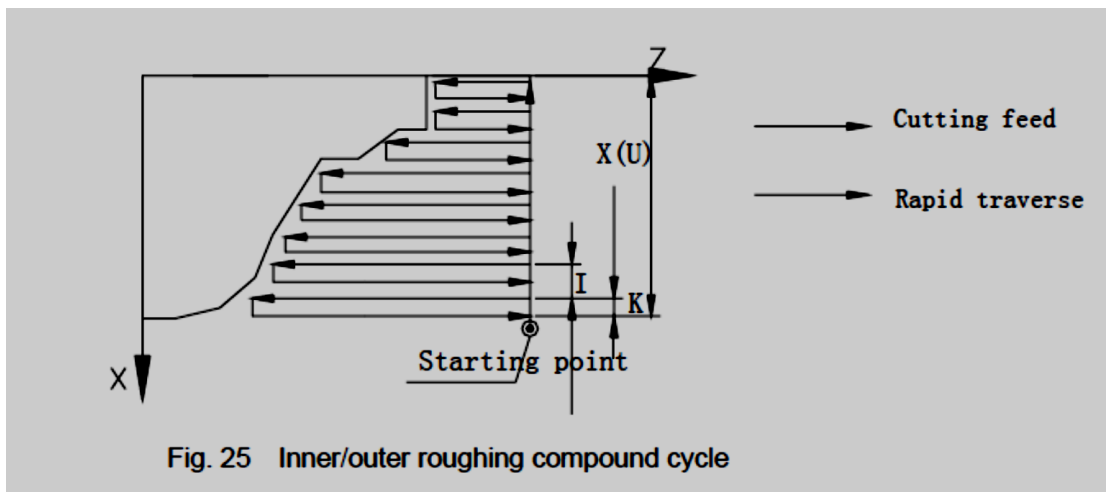 Z
Cutting feed
X(U)
Rapid traverse
I
K
Starting point
X
Fig. 25 Inner/outer roughing compound cycle